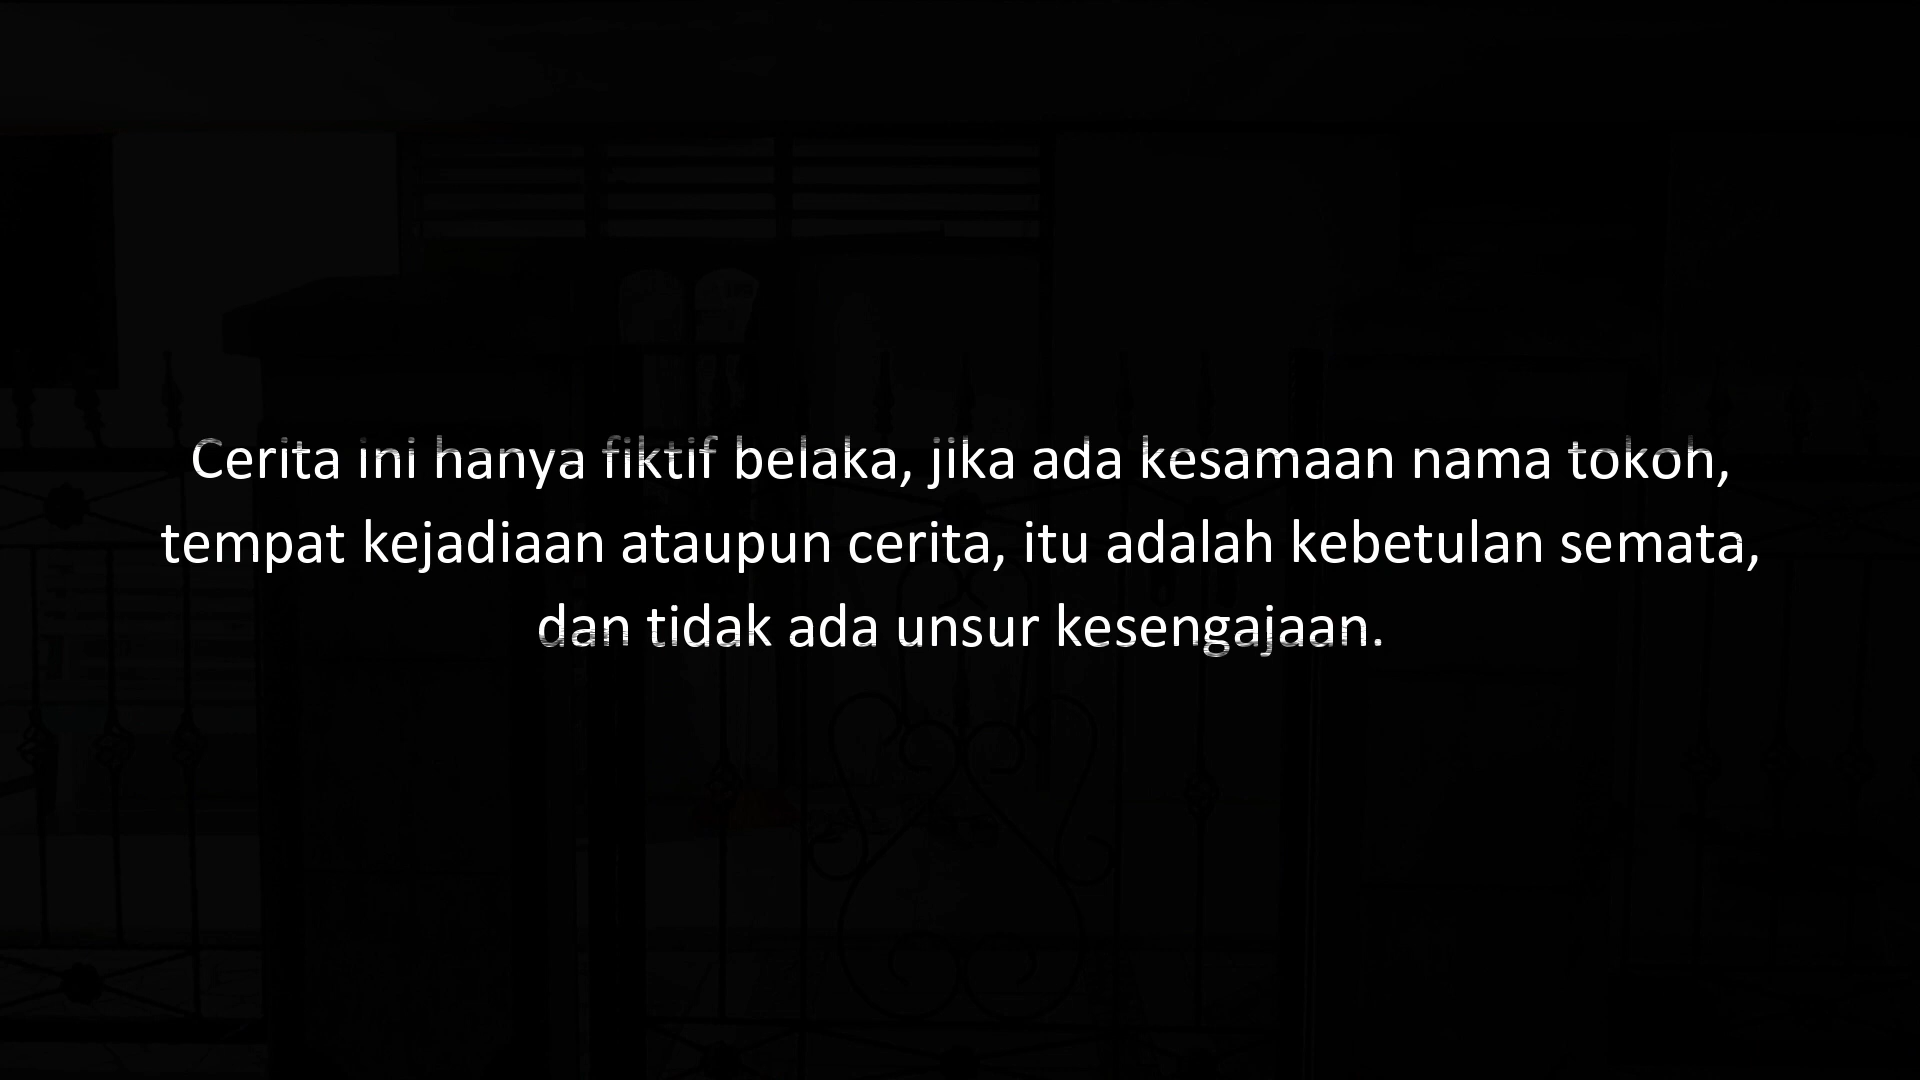 Cerita ini hanya fiktif belaka, jika ada kesamaan nama tokoh,
tempat kejadiaan ataupun cerita, itu adalah kebetulan semata,
dan tidak ada unsur kesengajaan.